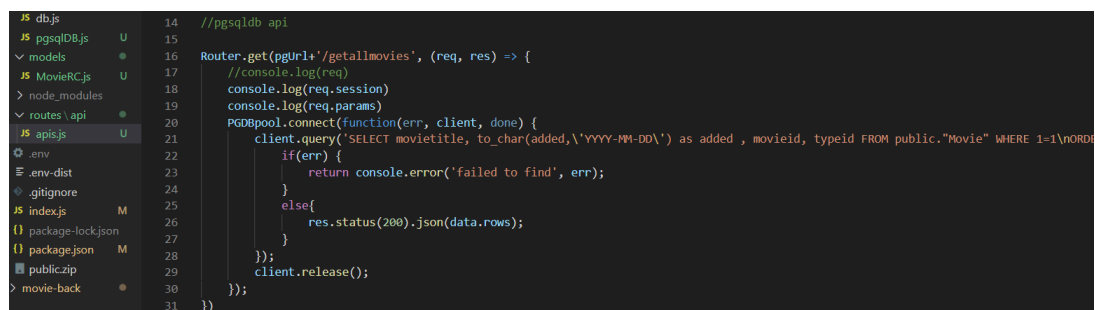 JS db.js
JS pgsqlDB.js U
models
JS MovieRC.js U
> node_modules
routes \ api
JS apis.js U
.env
.env-dist
.gitignore
JS index.js M
{} package-lock.json
{} package.json M
public.zip
> movie-back
14 //pgsqldb api
15
16 Router.get(pgUrl+'/getallmovies', (req, res) => {
17 //console.log(req)
18 console.log(req.session)
19 console.log(req.params)
20 PGDBpool.connect(function(err, client, done) {
21 client.query('SELECT movietitle, to_char(added,\'YYYY-MM-DD\') as added , movieid, typeid FROM public."Movie" WHERE 1=1\nORDE
22 if(err) {
23 return console.error('failed to find', err);
24 }
25 else{
26 res.status(200).json(data.rows);
27 }
28 });
29 client.release();
30 });
31 })